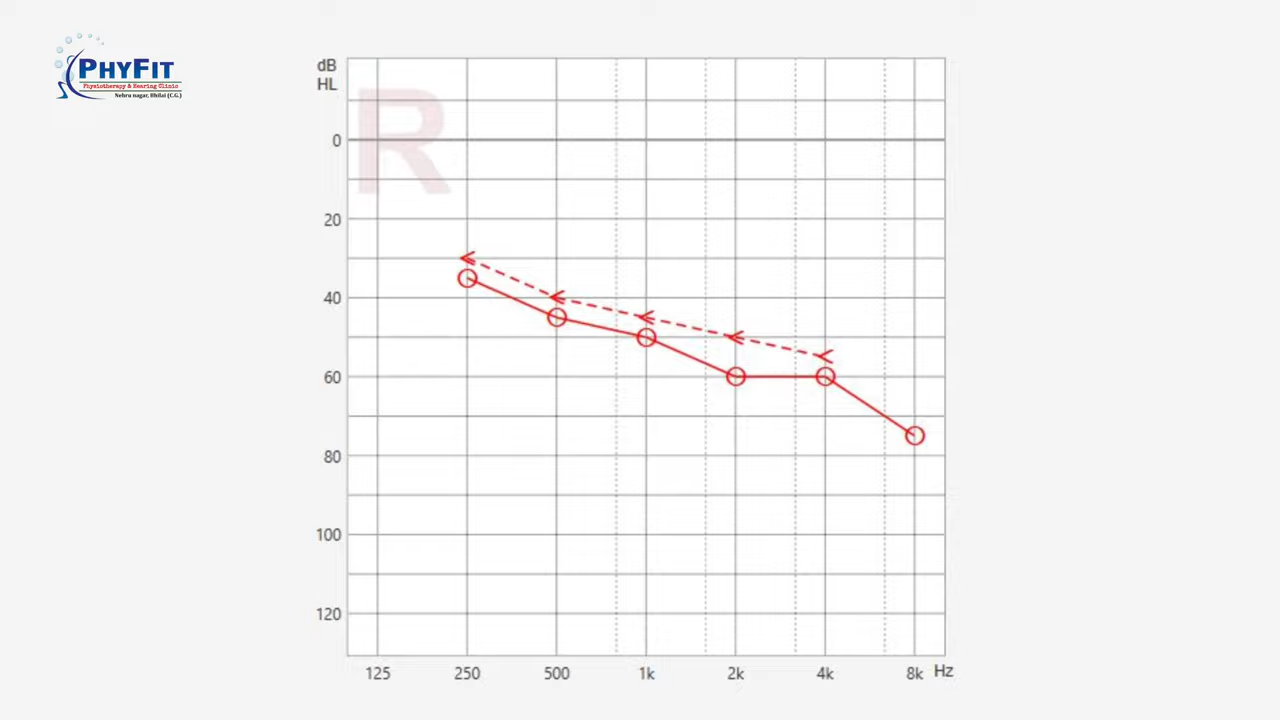 PHYFIT
Physiotherapy & Hearing Clinic
Nehru nagar, Bhilai (C.G.)
dB
HL
R
0
20
40
60
80
100
120
125 250 500 1k 2k 4k 8k Hz